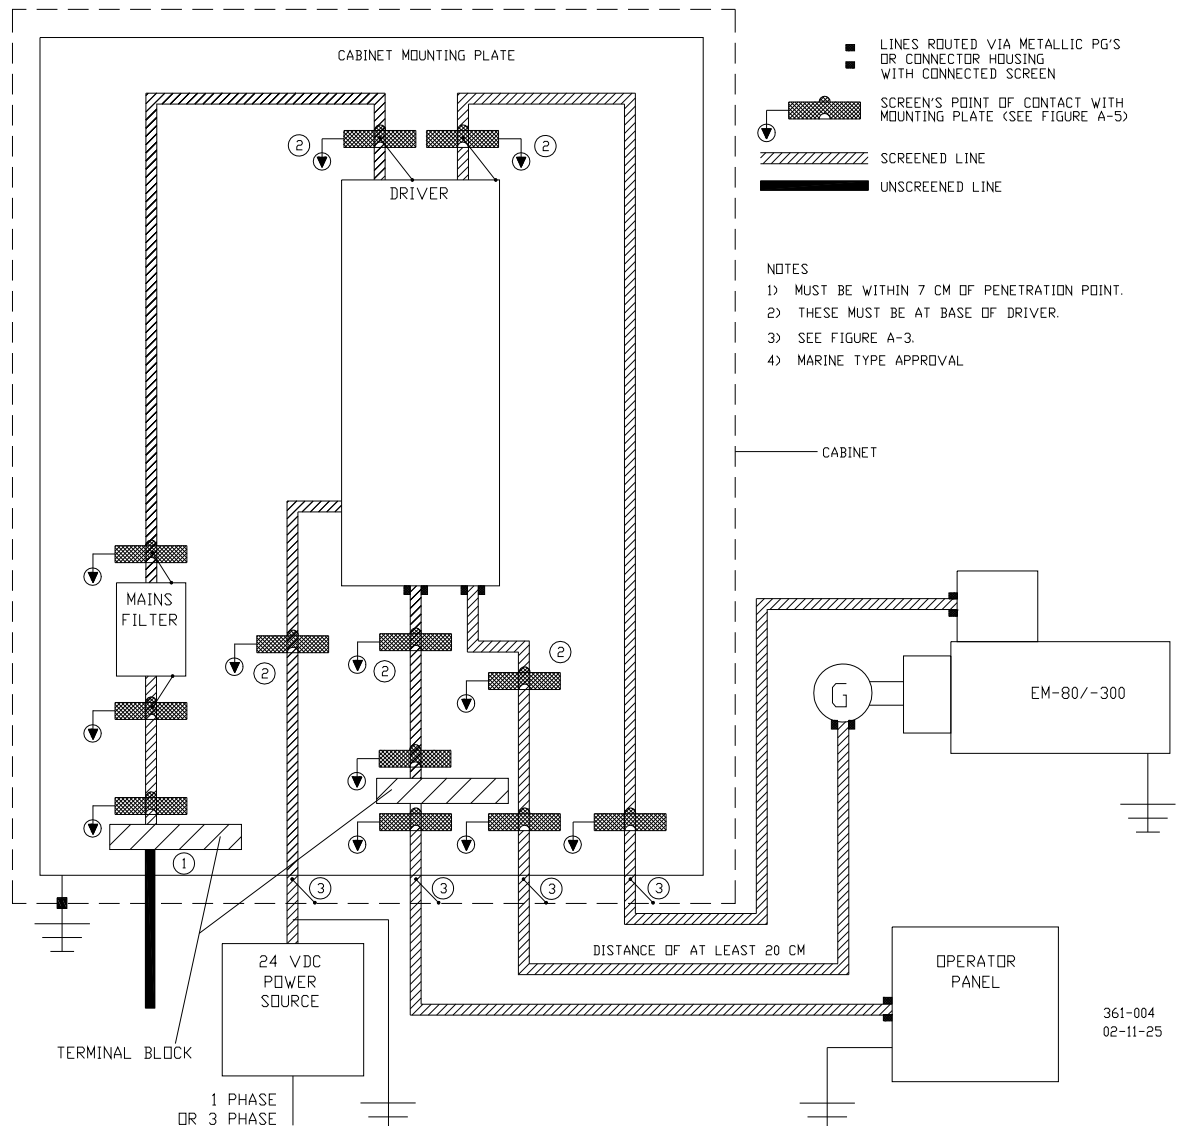 CABINET MOUNTING PLATE
LINES ROUTED VIA METALLIC PG'S
OR CONNECTOR HOUSING
WITH CONNECTED SCREEN
SCREEN'S POINT OF CONTACT WITH
MOUNTING PLATE (SEE FIGURE A-5)
SCREENED LINE
UNSCREENED LINE
2
2
DRIVER
NOTES
1) MUST BE WITHIN 7 CM OF PENETRATION POINT.
2) THESE MUST BE AT BASE OF DRIVER.
3) SEE FIGURE A-3.
4) MARINE TYPE APPROVAL
CABINET
MAINS
FILTER
2
2
2
G
EM-80/-300
1
3
3
3
3
DISTANCE OF AT LEAST 20 CM
24 VDC
POWER
SOURCE
OPERATOR
PANEL
361-004
02-11-25
TERMINAL BLOCK
1 PHASE
OR 3 PHASE